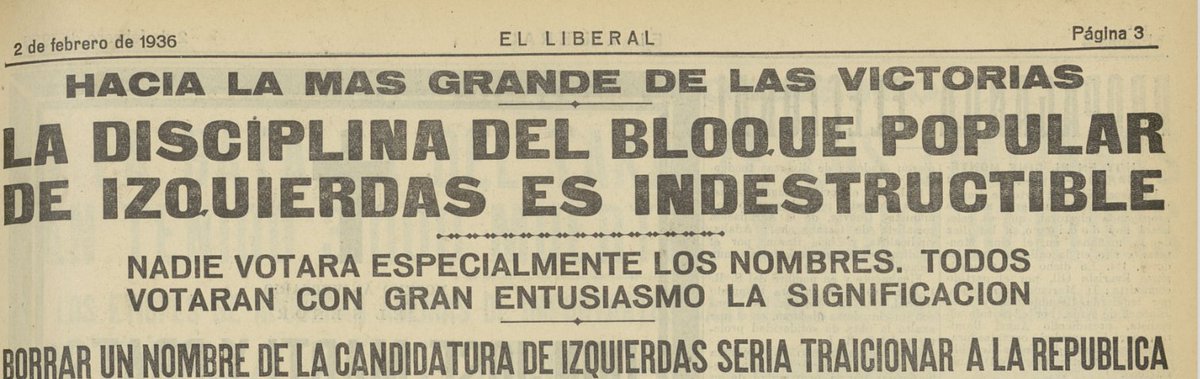 2 de febrero de 1936 EL LIBERAL Página 3
HACIA LA MAS GRANDE DE LAS VICTORIAS
LA DISCIPLINA DEL BLOQUE POPULAR
DE IZQUIERDAS ES INDESTRUCTIBLE
NADIE VOTARA ESPECIALMENTE LOS NOMBRES. TODOS
VOTARAN CON GRAN ENTUSIASMO LA SIGNIFICACION
BORRAR UN NOMBRE DE LA CANDIDATURA DE IZQUIERDAS SERIA TRAICIONAR A LA REPUBLICA